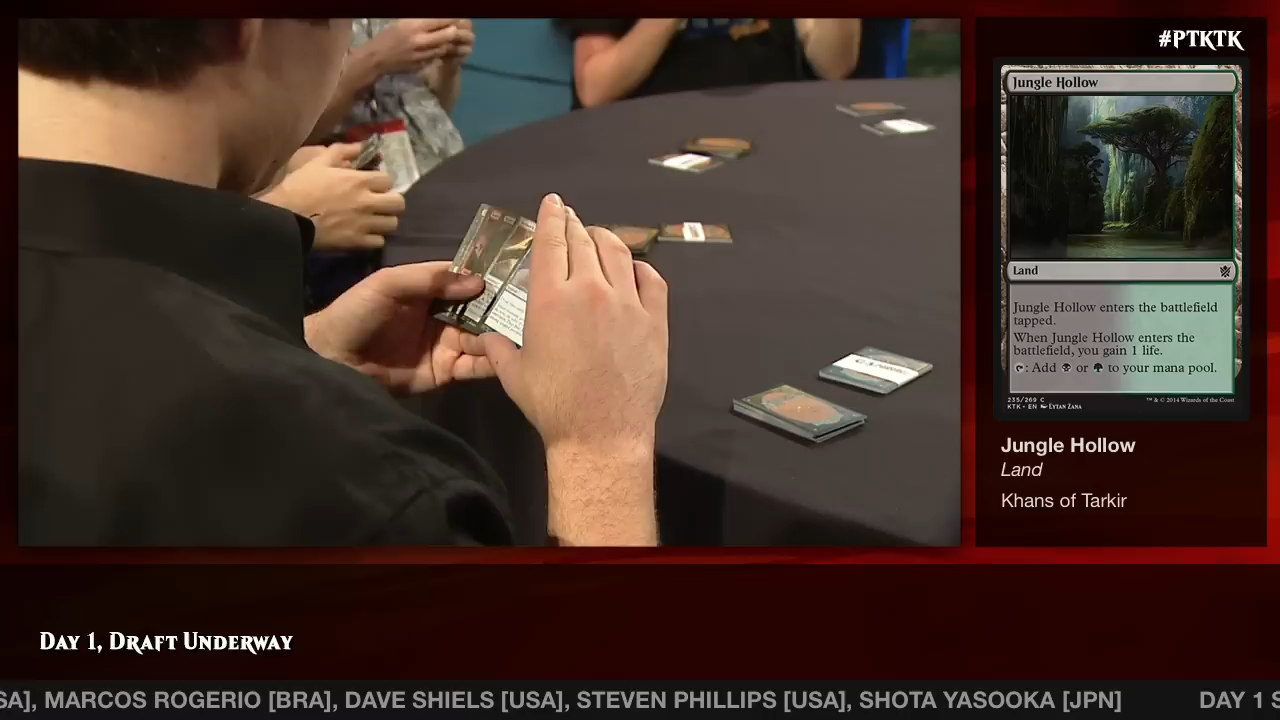 #PTKTK
Jungle Hollow
Land
Jungle Hollow enters the battlefield
tapped.
When Jungle Hollow enters the
battlefield, you gain 1 life.
: Add or to your mana pool.
235/269 C
KTK • EN Eytan Zana
™ & © 2014 Wizards of the Coast
Jungle Hollow
Land
Khans of Tarkir
Day 1, Draft Underway
SA], MARCOS ROGERIO [BRA], DAVE SHIELS [USA], STEVEN PHILLIPS [USA], SHOTA YASOOKA [JPN] DAY 1 S